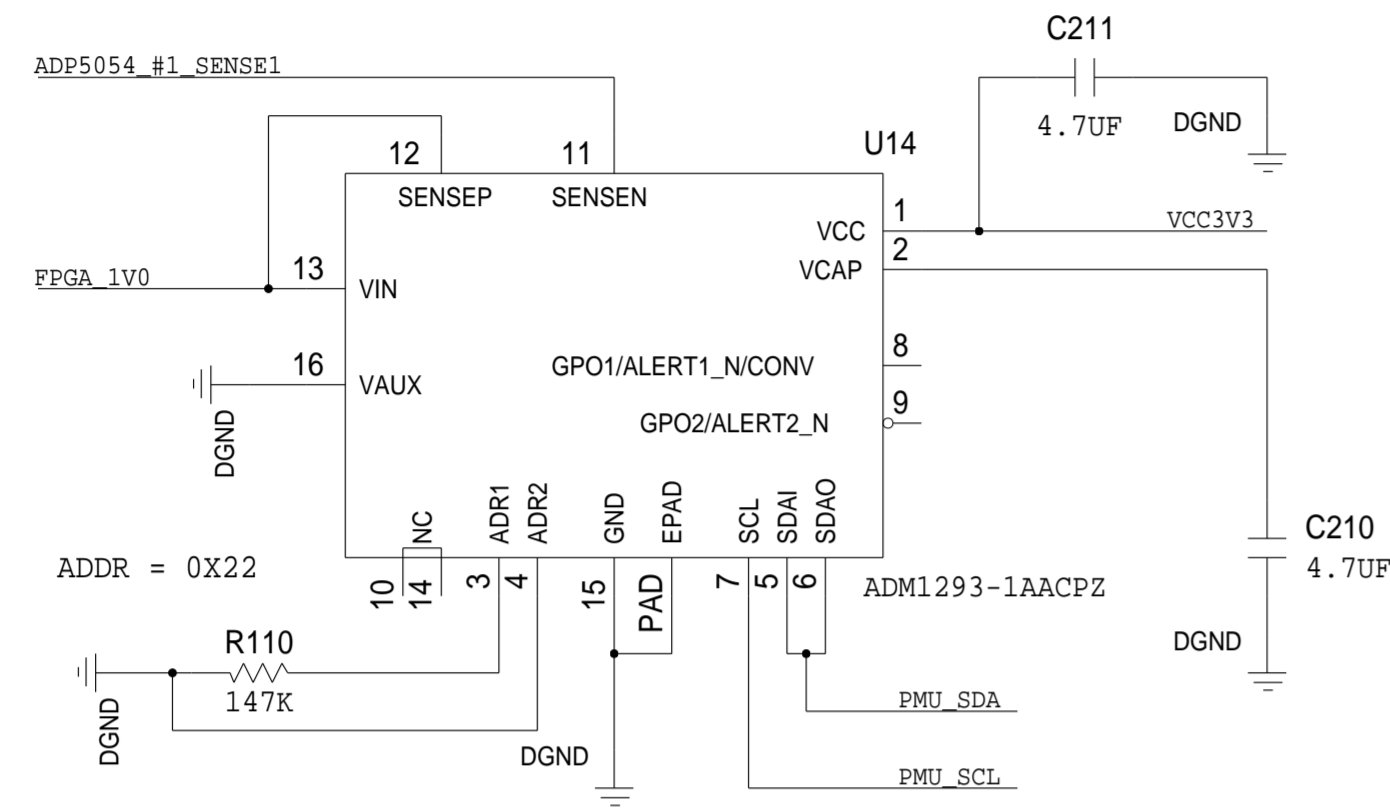 C211
ADP5054_#1_SENSE1
4.7UF
DGND
12
11
U14
SENSEP
SENSEN
1
VCC
VCC3V3
2
VCAP
FPGA_1V0
13
VIN
8
GPO1/ALERT1_N/CONV
16
VAUX
9
GPO2/ALERT2_N
DGND
NC
ADR1
ADR2
GND
EPAD
SCL
SDAI
SDAO
C210
4.7UF
ADDR = 0X22
10
14
3
4
15
PAD
7
5
6
ADM1293-1AACPZ
R110
147K
DGND
DGND
PMU_SDA
DGND
PMU_SCL